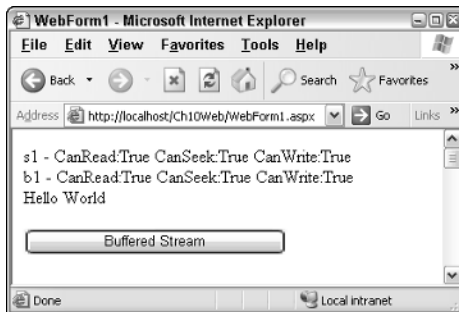 WebForm1 - Microsoft Internet Explorer
File Edit View Favorites Tools Help
Back Search Favorites »
Address http://localhost/Ch10Web/WebForm1.aspx Go Links »
s1 - CanRead:True CanSeek:True CanWrite:True
b1 - CanRead:True CanSeek:True CanWrite:True
Hello World
Buffered Stream
Done Local intranet